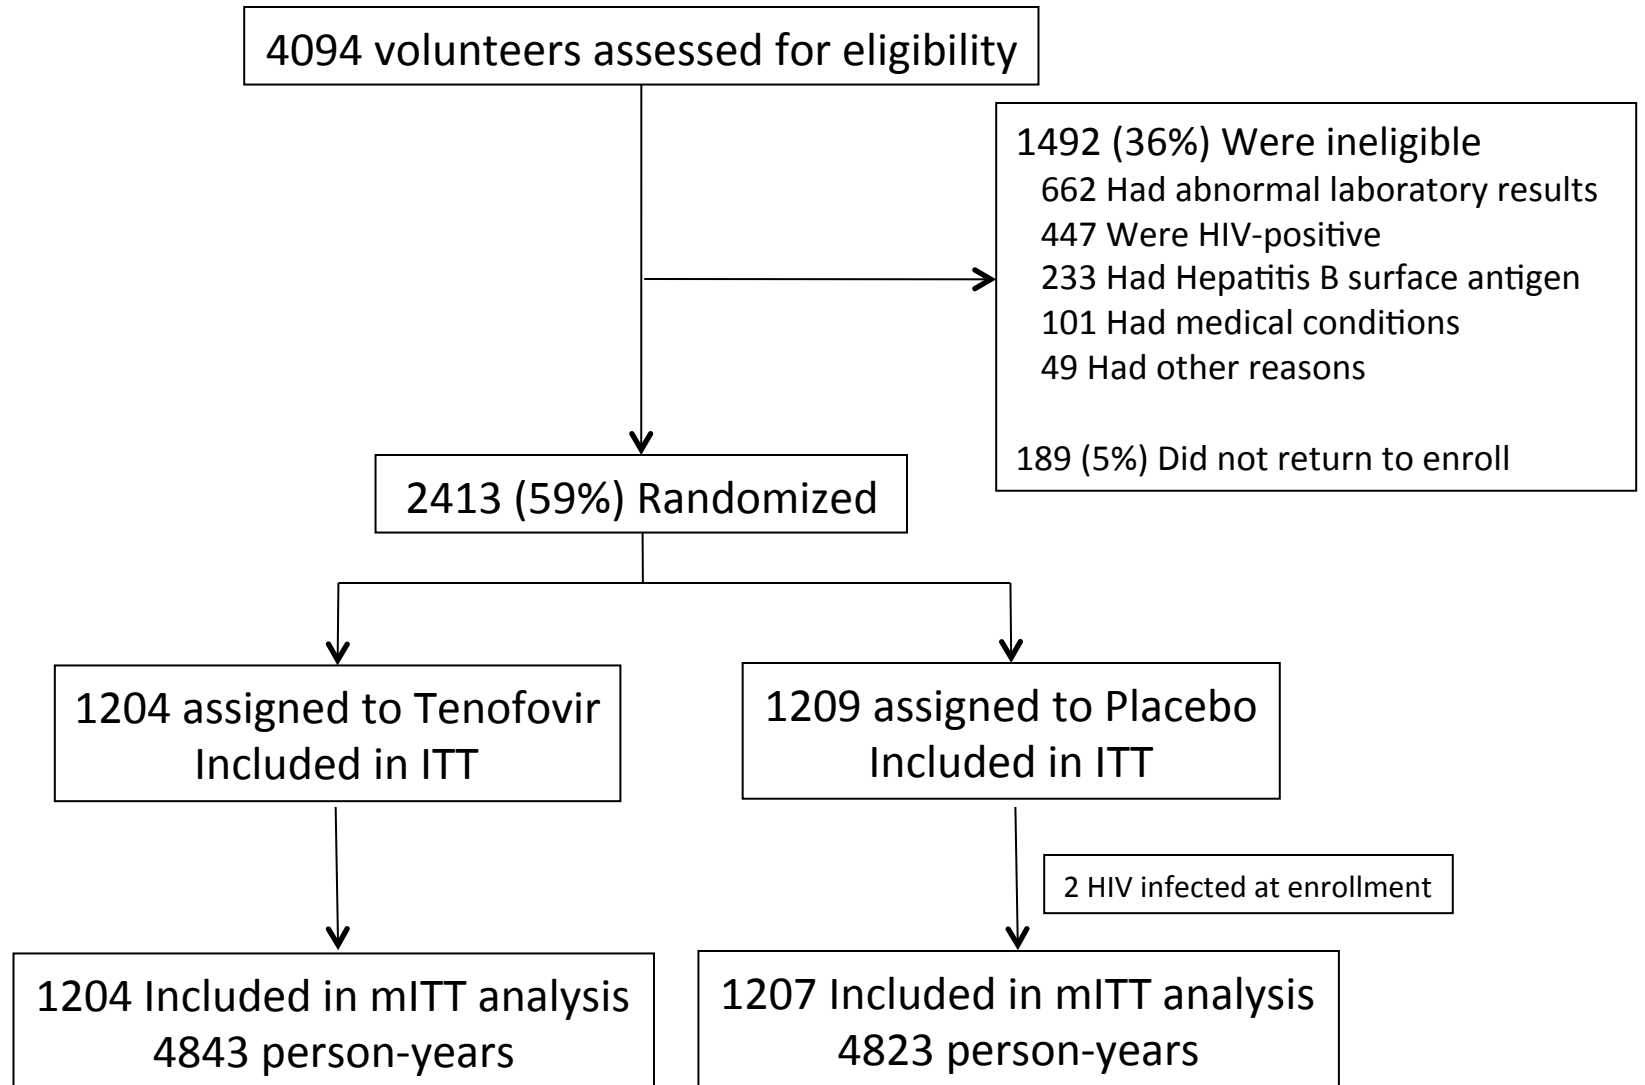 4094 volunteers assessed for eligibility
1492 (36%) Were ineligible
662 Had abnormal laboratory results
447 Were HIV-positive
233 Had Hepatitis B surface antigen
101 Had medical conditions
49 Had other reasons
189 (5%) Did not return to enroll
2413 (59%) Randomized
1204 assigned to Tenofovir
Included in ITT
1209 assigned to Placebo
Included in ITT
2 HIV infected at enrollment
1204 Included in mITT analysis
4843 person-years
1207 Included in mITT analysis
4823 person-years